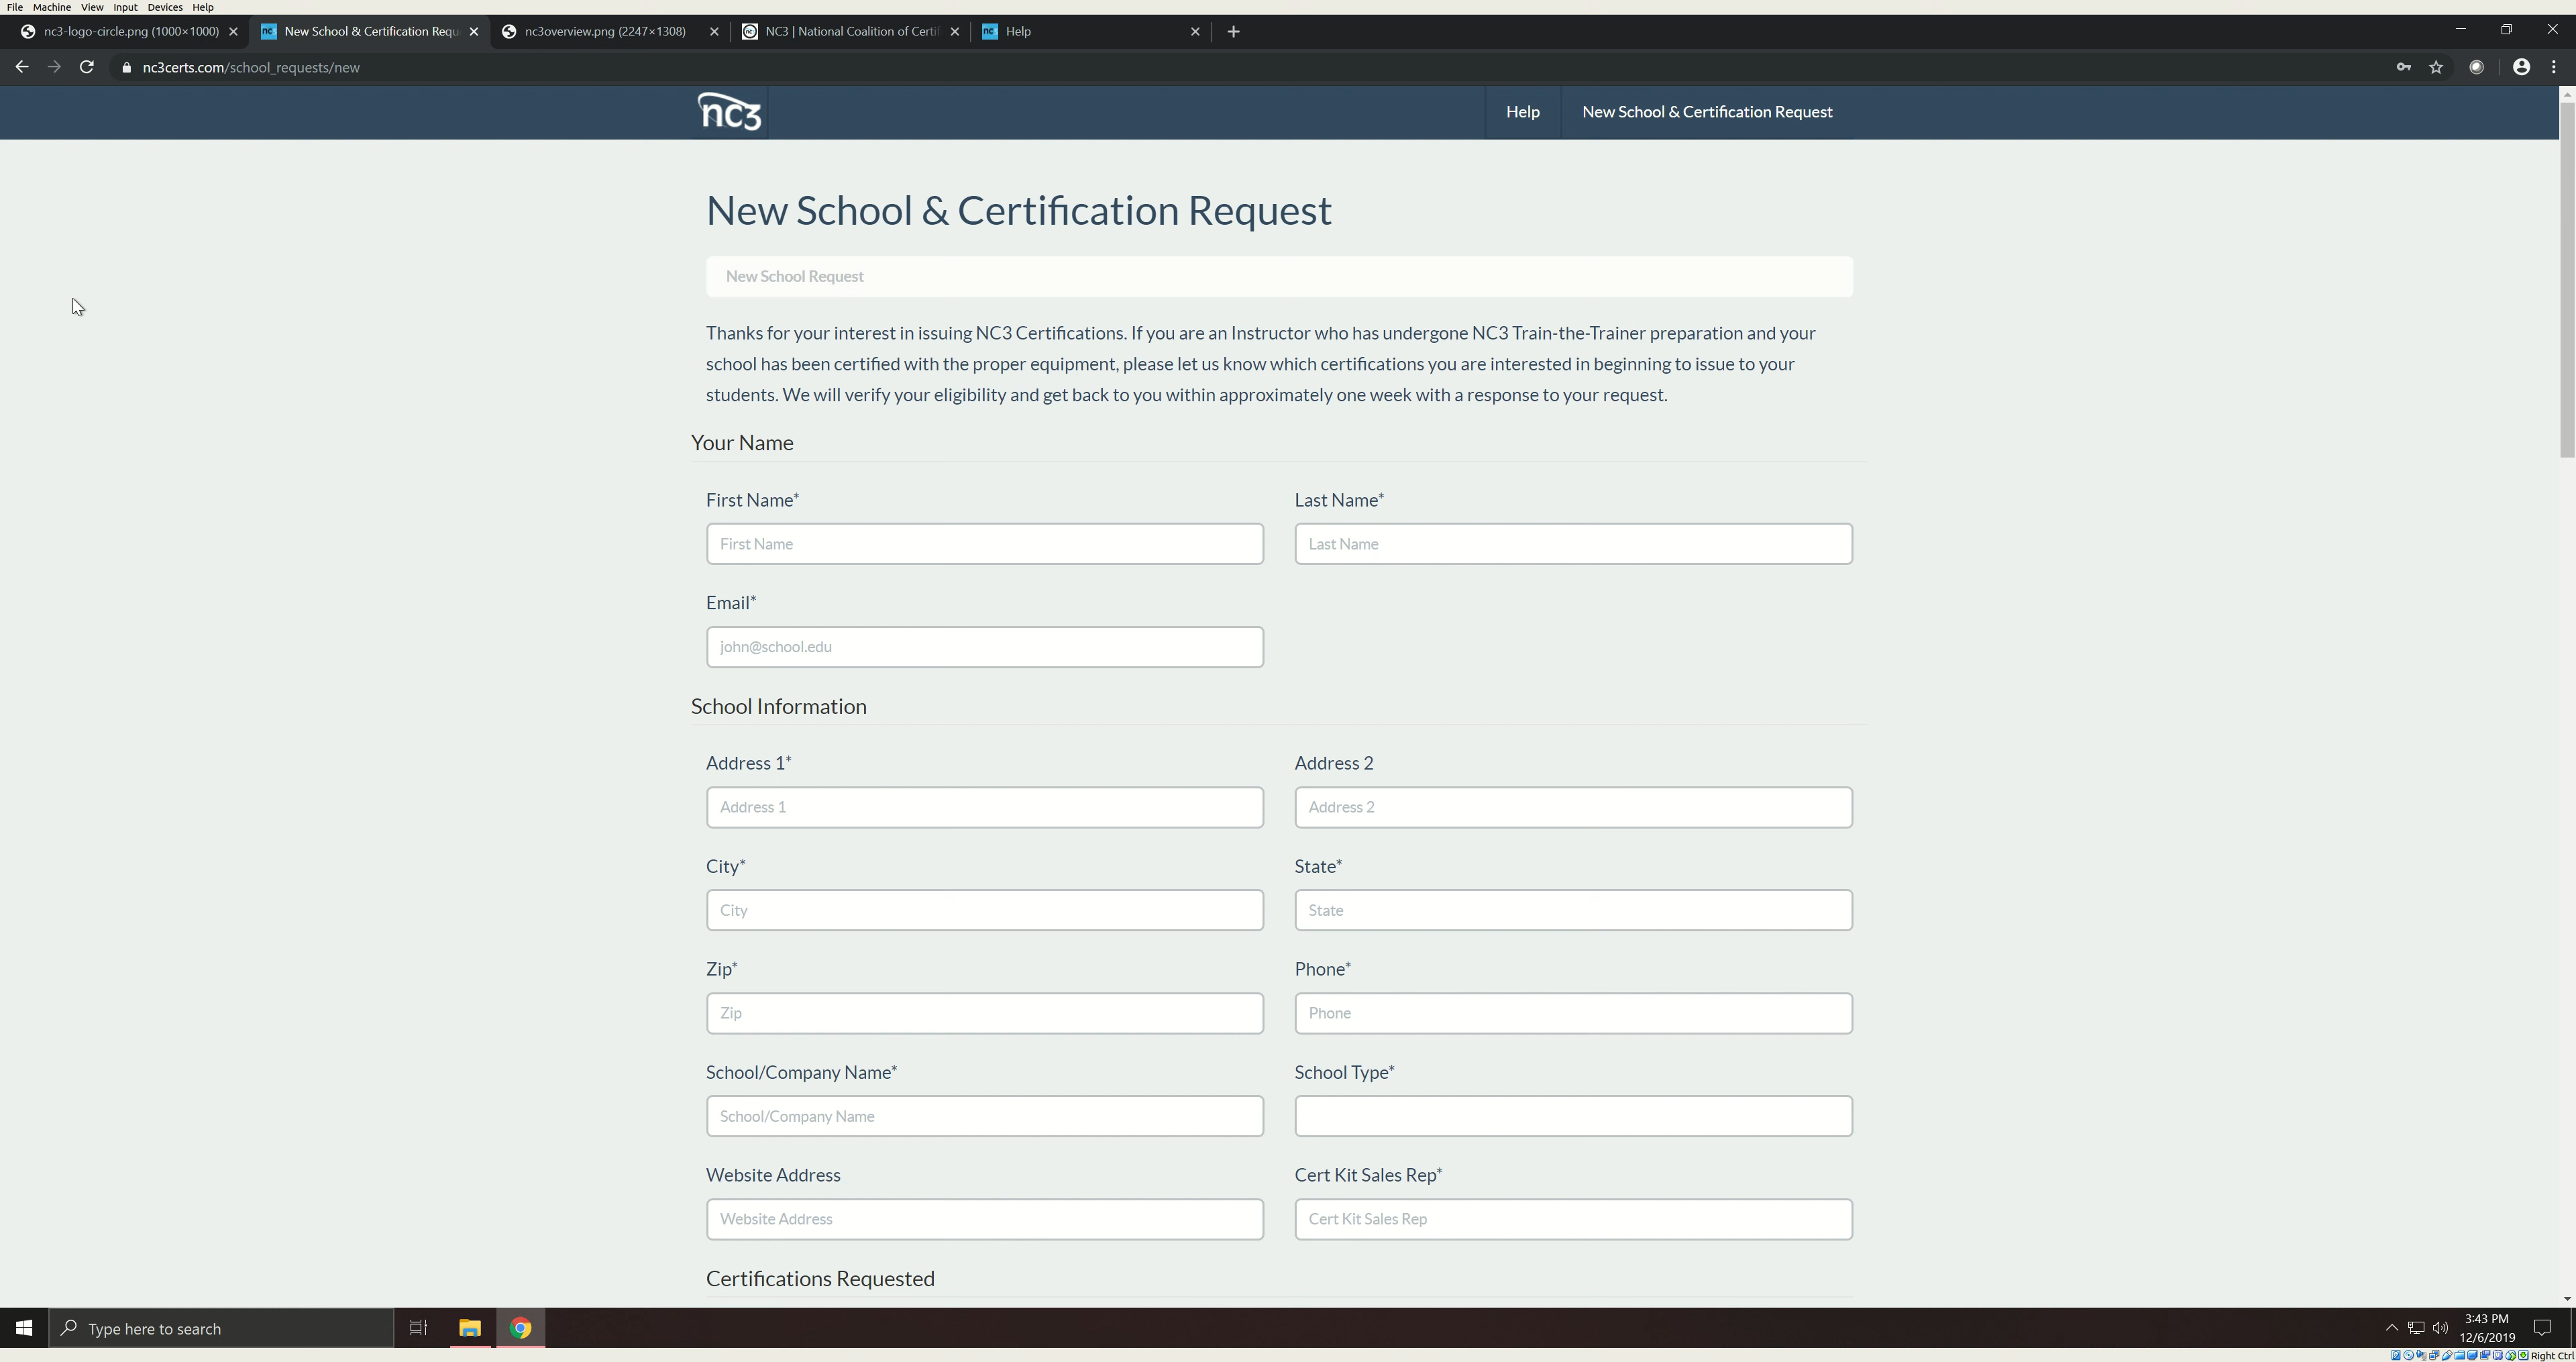 File Machine View Input Devices Help
nc3-logo-circle.png (1000×1000) New School & Certification Requ nc3overview.png (2247×1308) NC3 | National Coalition of Certi Help
nc3certs.com/school_requests/new
nc3 Help New School & Certification Request
New School & Certification Request
New School Request
Thanks for your interest in issuing NC3 Certifications. If you are an Instructor who has undergone NC3 Train-the-Trainer preparation and your
school has been certified with the proper equipment, please let us know which certifications you are interested in beginning to issue to your
students. We will verify your eligibility and get back to you within approximately one week with a response to your request.
Your Name
First Name* Last Name*
First Name Last Name
Email*
john@school.edu
School Information
Address 1* Address 2
Address 1 Address 2
City* State*
City State
Zip* Phone*
Zip Phone
School/Company Name* School Type*
School/Company Name
Website Address Cert Kit Sales Rep*
Website Address Cert Kit Sales Rep
Certifications Requested
Type here to search 3:43 PM
12/6/2019
Right Ctrl